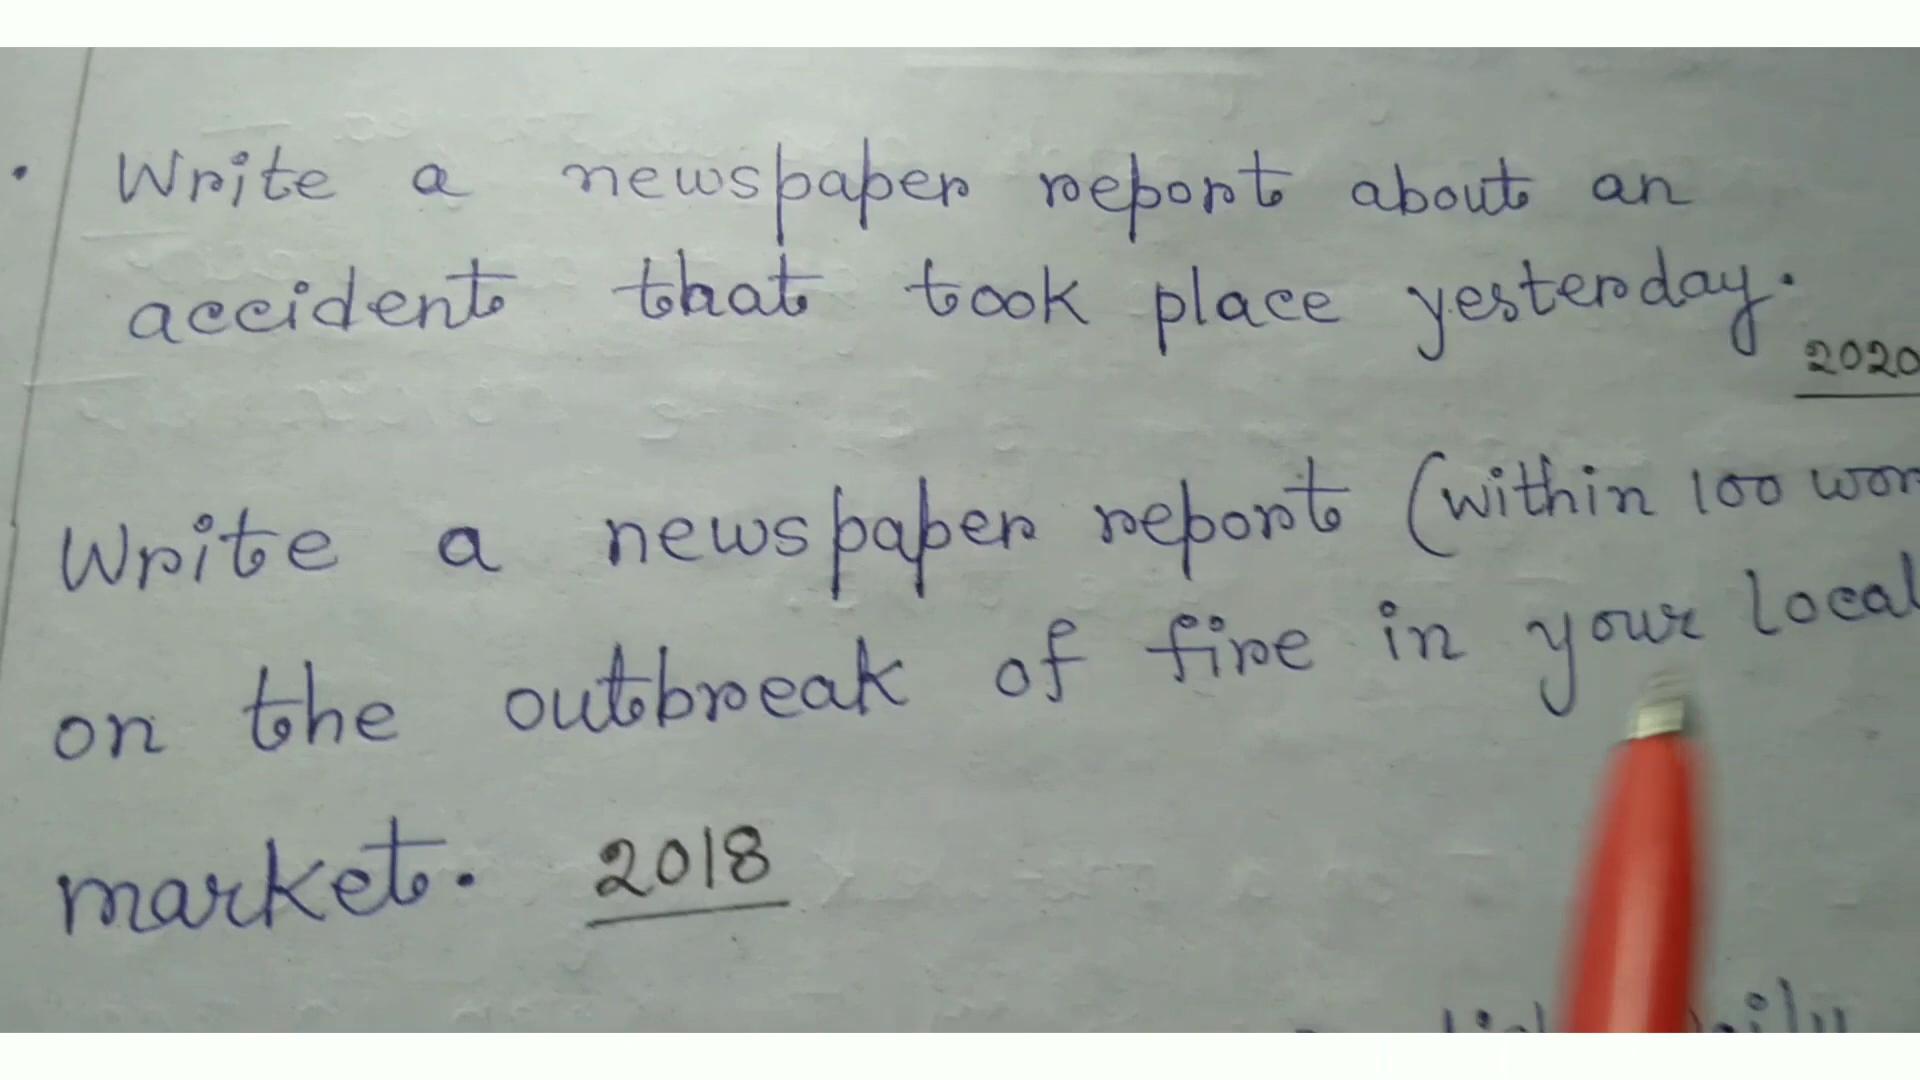 . Write a newspaper report about an
accident that took place yesterday.
2020
Write a newspaper report (within 100
on the outbreak of fire in your local
market. 2018